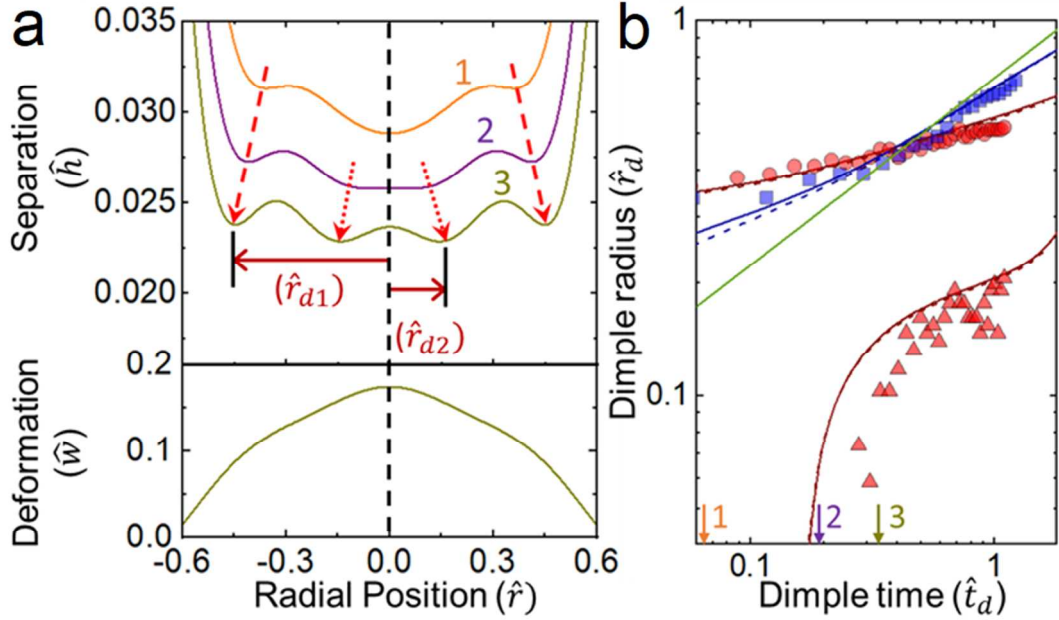 a
Separation
(ĥ)
0.035
0.030
0.025
0.020
1
2
3
(r̂d1)
(r̂d2)
Deformation
(ŵ)
0.2
0.1
0.0
-0.6 -0.3 0.0 0.3 0.6
Radial Position (r̂)
b
Dimple radius (r̂d)
1
0.1
1
2
3
0.1 1
Dimple time (t̂d)